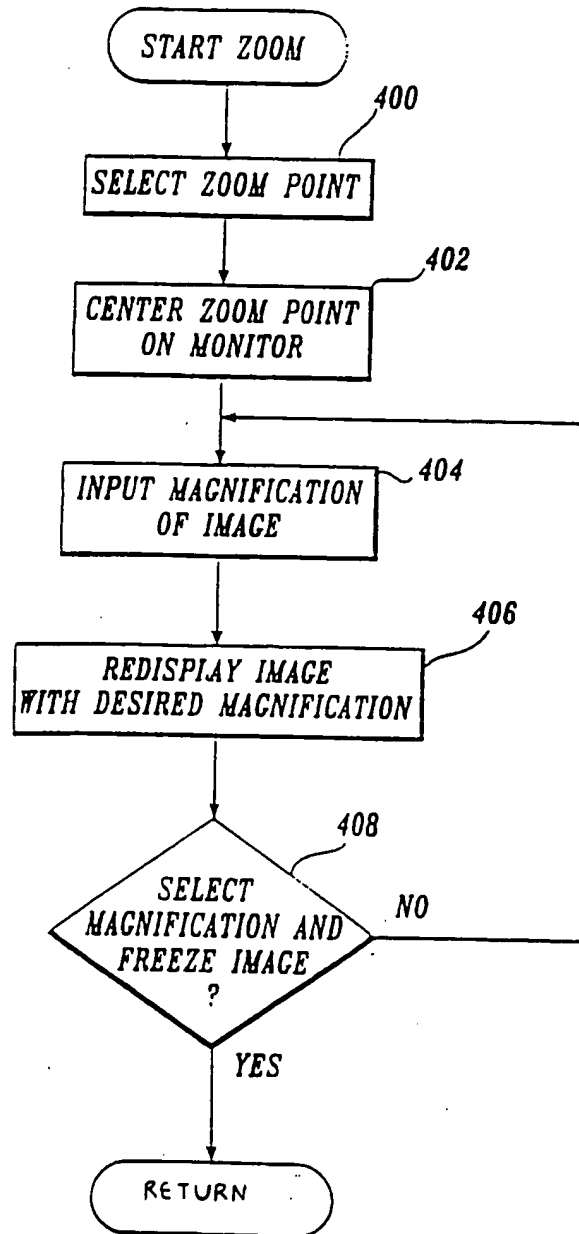 START ZOOM
400
SELECT ZOOM POINT
402
CENTER ZOOM POINT
ON MONITOR
404
INPUT MAGNIFICATION
OF IMAGE
406
REDISPLAY IMAGE
WITH DESIRED MAGNIFICATION
408
SELECT
MAGNIFICATION AND
FREEZE IMAGE
?
NO
YES
RETURN